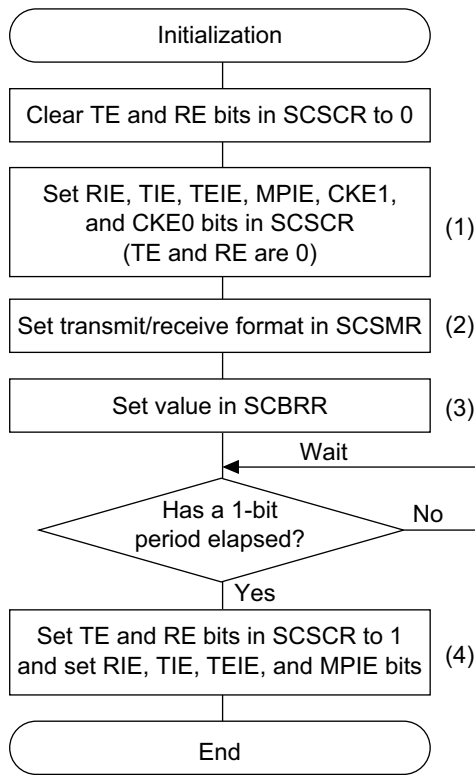 Initialization
Clear TE and RE bits in SCSCR to 0
Set RIE, TIE, TEIE, MPIE, CKE1,
and CKE0 bits in SCSCR
(TE and RE are 0)
(1)
Set transmit/receive format in SCSMR
(2)
Set value in SCBRR
(3)
Wait
Has a 1-bit
period elapsed?
No
Yes
Set TE and RE bits in SCSCR to 1
and set RIE, TIE, TEIE, and MPIE bits
(4)
End